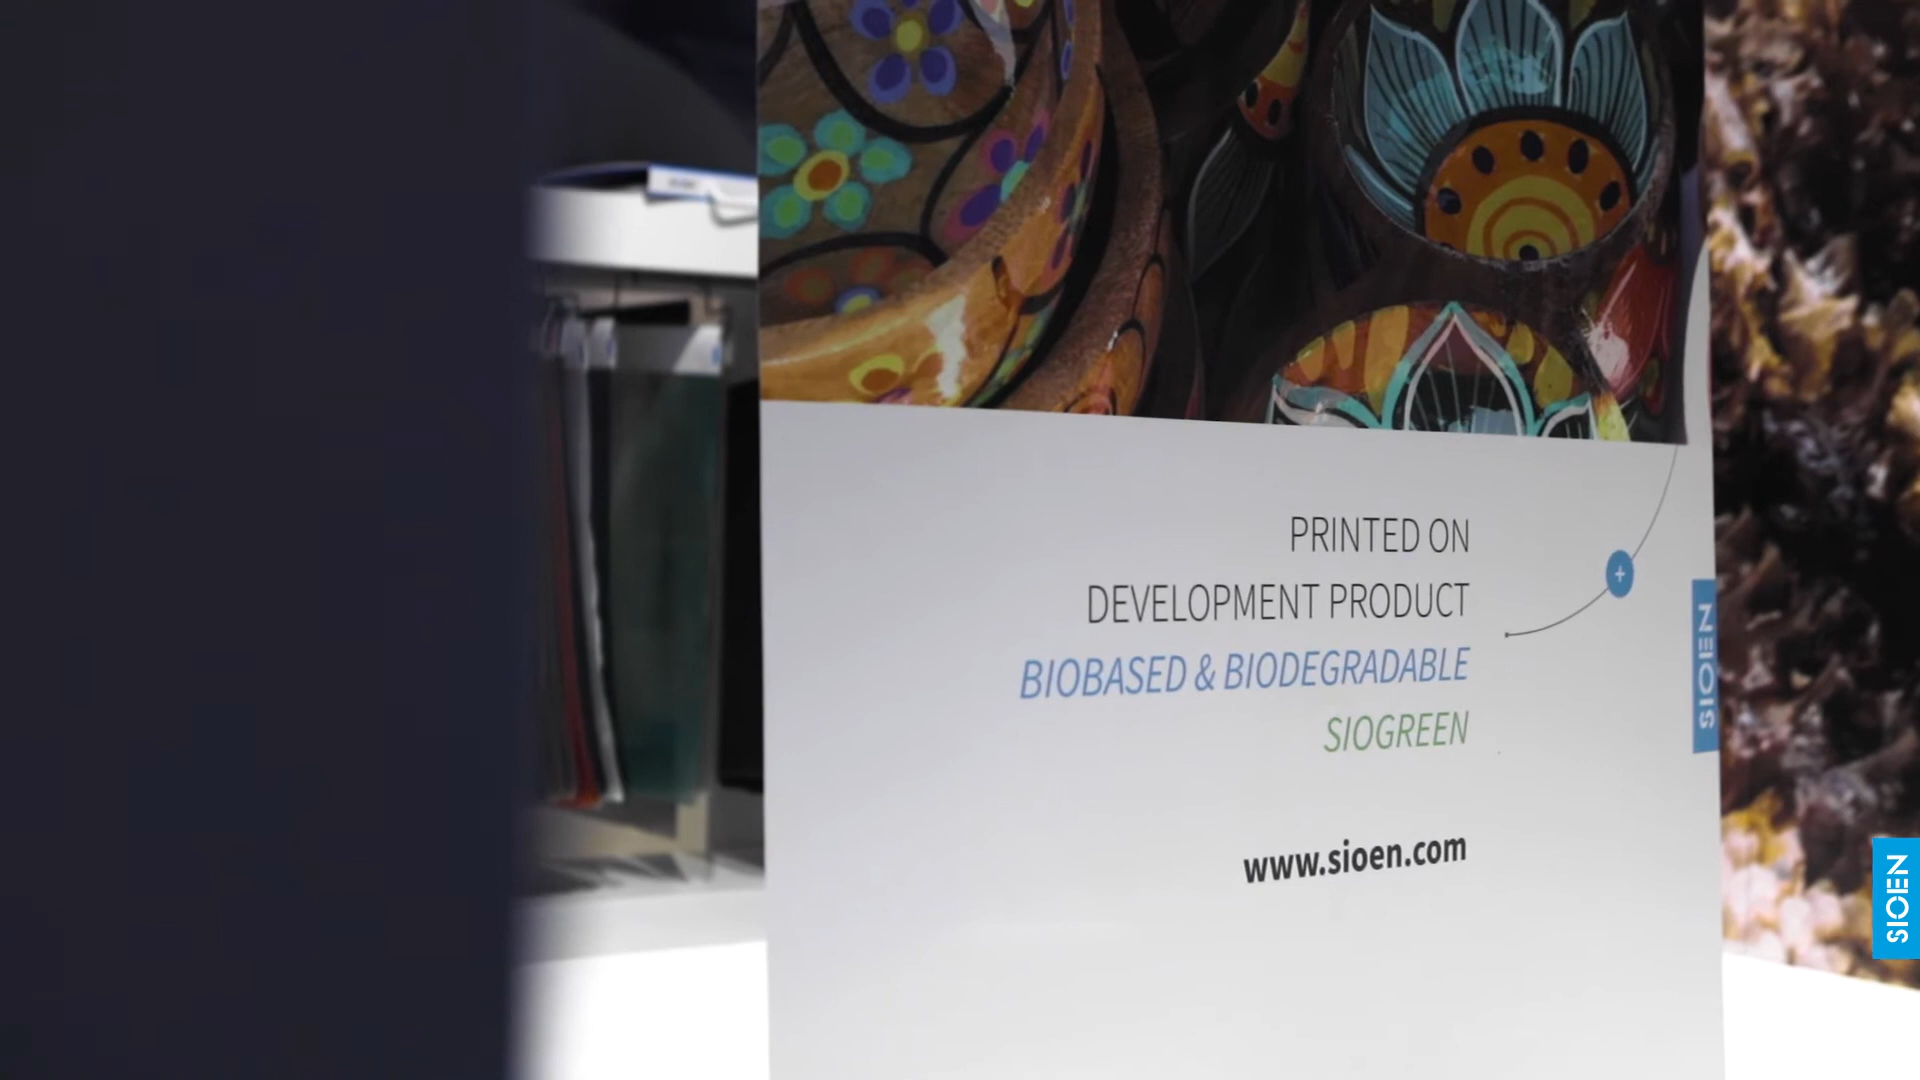 PRINTED ON
DEVELOPMENT PRODUCT
BIOBASED & BIODEGRADABLE
SIOGREEN
+
www.sioen.com
SIOEN
SIOEN